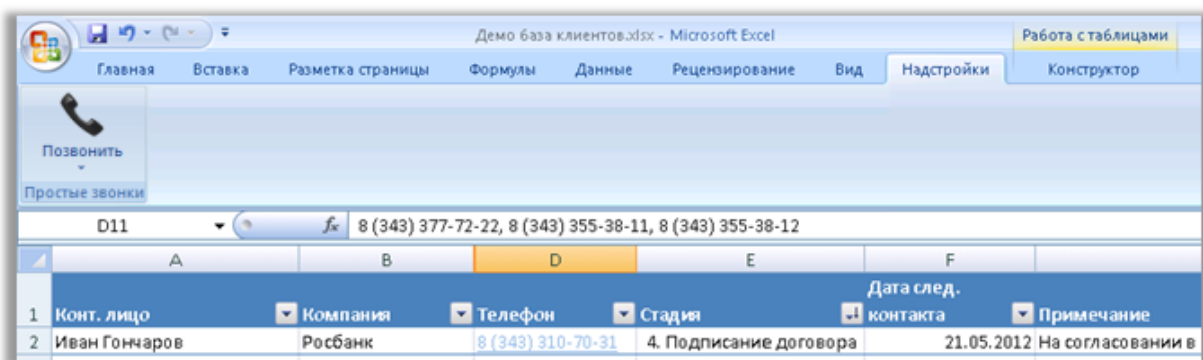 Демо база клиентов.xlsx - Microsoft Excel
Работа с таблицами
Главная Вставка Разметка страницы Формулы Данные Рецензирование Вид Надстройки Конструктор
Позвонить
Простые звонки
D11 fx 8 (343) 377-72-22, 8 (343) 355-38-11, 8 (343) 355-38-12
A B D E F
Дата след.
1 Конт. лицо Компания Телефон Стадия контакта Примечание
2 Иван Гончаров Росбанк 8 (343) 310-70-31 4. Подписание договора 21.05.2012 На согласовании в